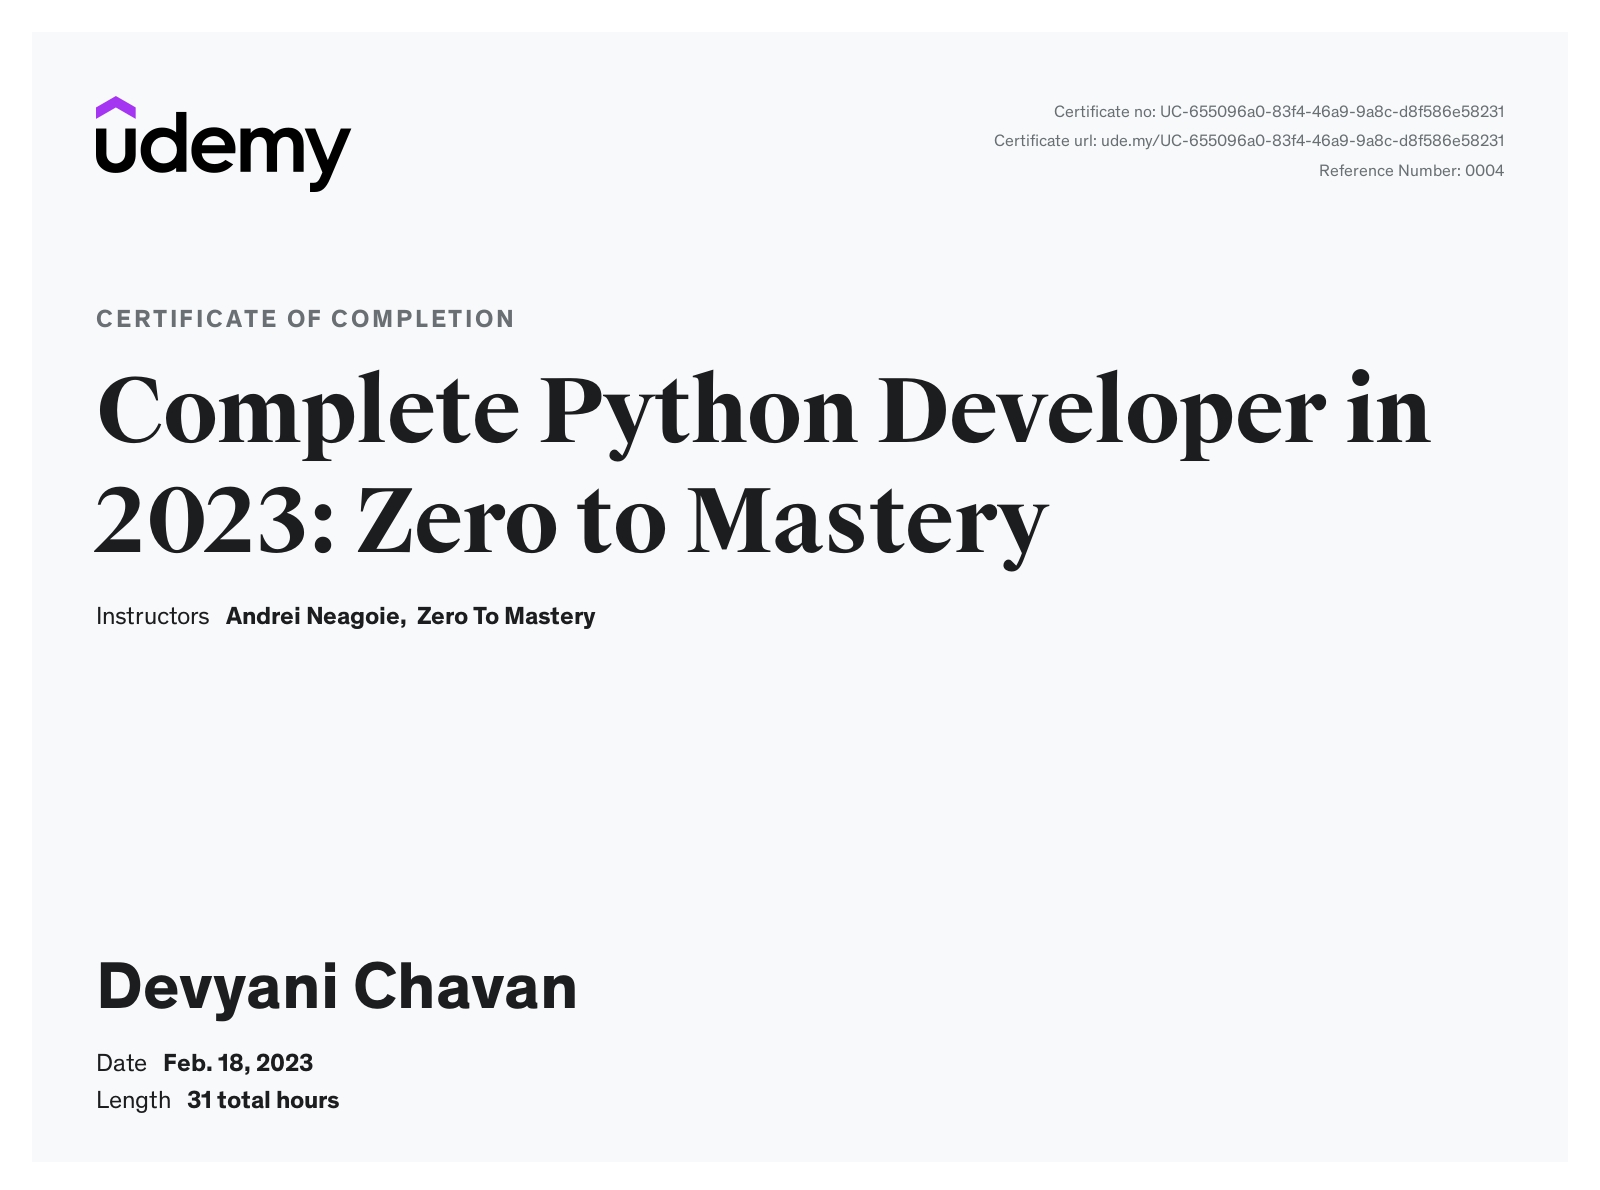 udemy
Certificate no: UC-655096a0-83f4-46a9-9a8c-d8f586e58231
Certificate url: ude.my/UC-655096a0-83f4-46a9-9a8c-d8f586e58231
Reference Number: 0004
CERTIFICATE OF COMPLETION
Complete Python Developer in
2023: Zero to Mastery
Instructors Andrei Neagoie, Zero To Mastery
Devyani Chavan
Date Feb. 18, 2023
Length 31 total hours